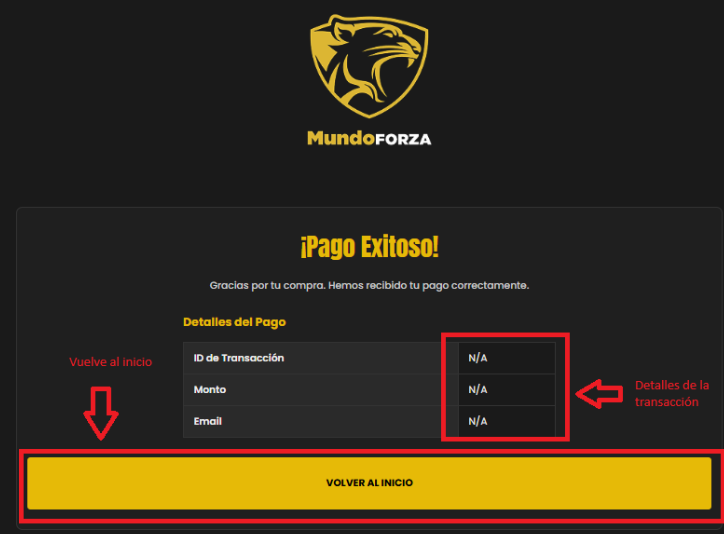 MundoFORZA
¡Pago Exitoso!
Gracias por tu compra. Hemos recibido tu pago correctamente.
Detalles del Pago
ID de Transacción N/A
Monto N/A
Email N/A
Vuelve al inicio
Detalles de la
transacción
VOLVER AL INICIO